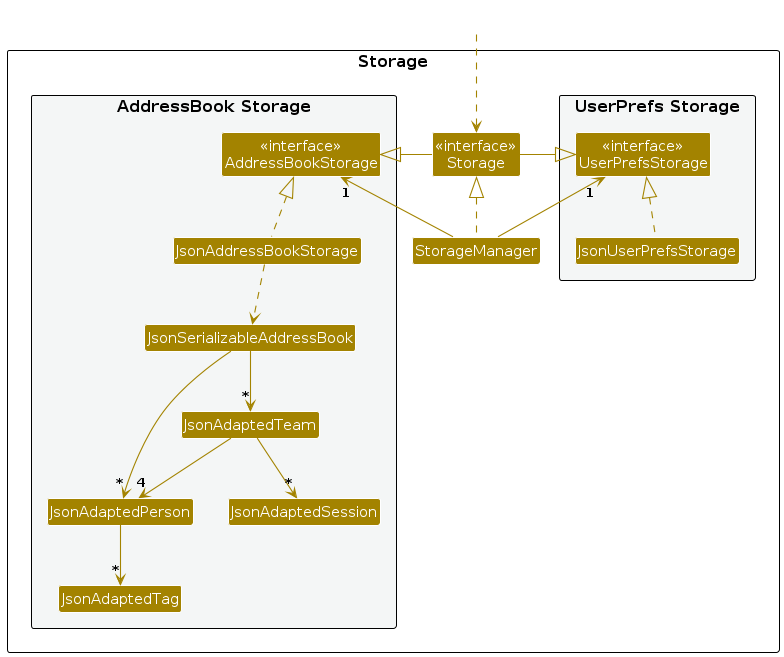 Storage
AddressBook Storage
UserPrefs Storage
«interface»
AddressBookStorage
«interface»
Storage
«interface»
UserPrefsStorage
1
1
JsonAddressBookStorage
StorageManager
JsonUserPrefsStorage
JsonSerializableAddressBook
*
JsonAdaptedTeam
*
4
*
JsonAdaptedPerson
JsonAdaptedSession
*
JsonAdaptedTag